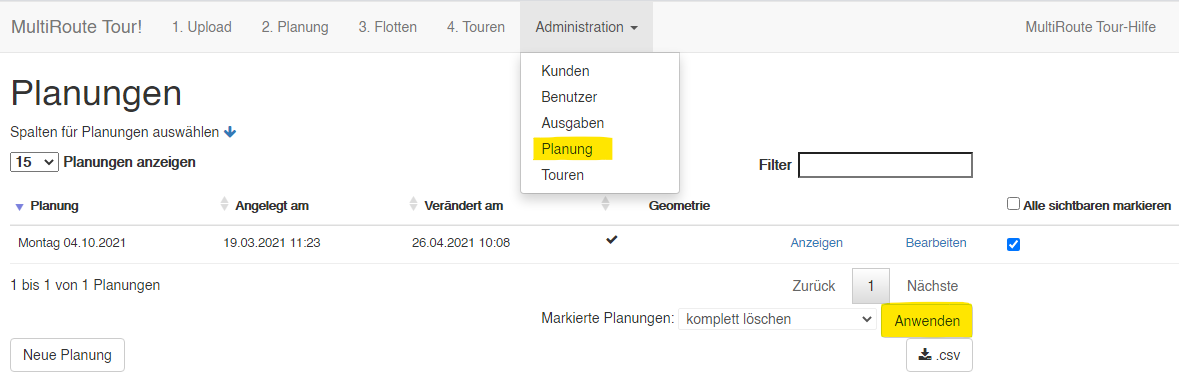 MultiRoute Tour! 1. Upload 2. Planung 3. Flotten 4. Touren Administration MultiRoute Tour-Hilfe
Kunden
Benutzer
Ausgaben
Planung
Touren
Planungen
Spalten für Planungen auswählen
15 Planungen anzeigen
Filter
Planung Angelegt am Verändert am Geometrie Alle sichtbaren markieren
Montag 04.10.2021 19.03.2021 11:23 26.04.2021 10:08 Anzeigen Bearbeiten
1 bis 1 von 1 Planungen Zurück 1 Nächste
Markierte Planungen: komplett löschen Anwenden
Neue Planung .csv